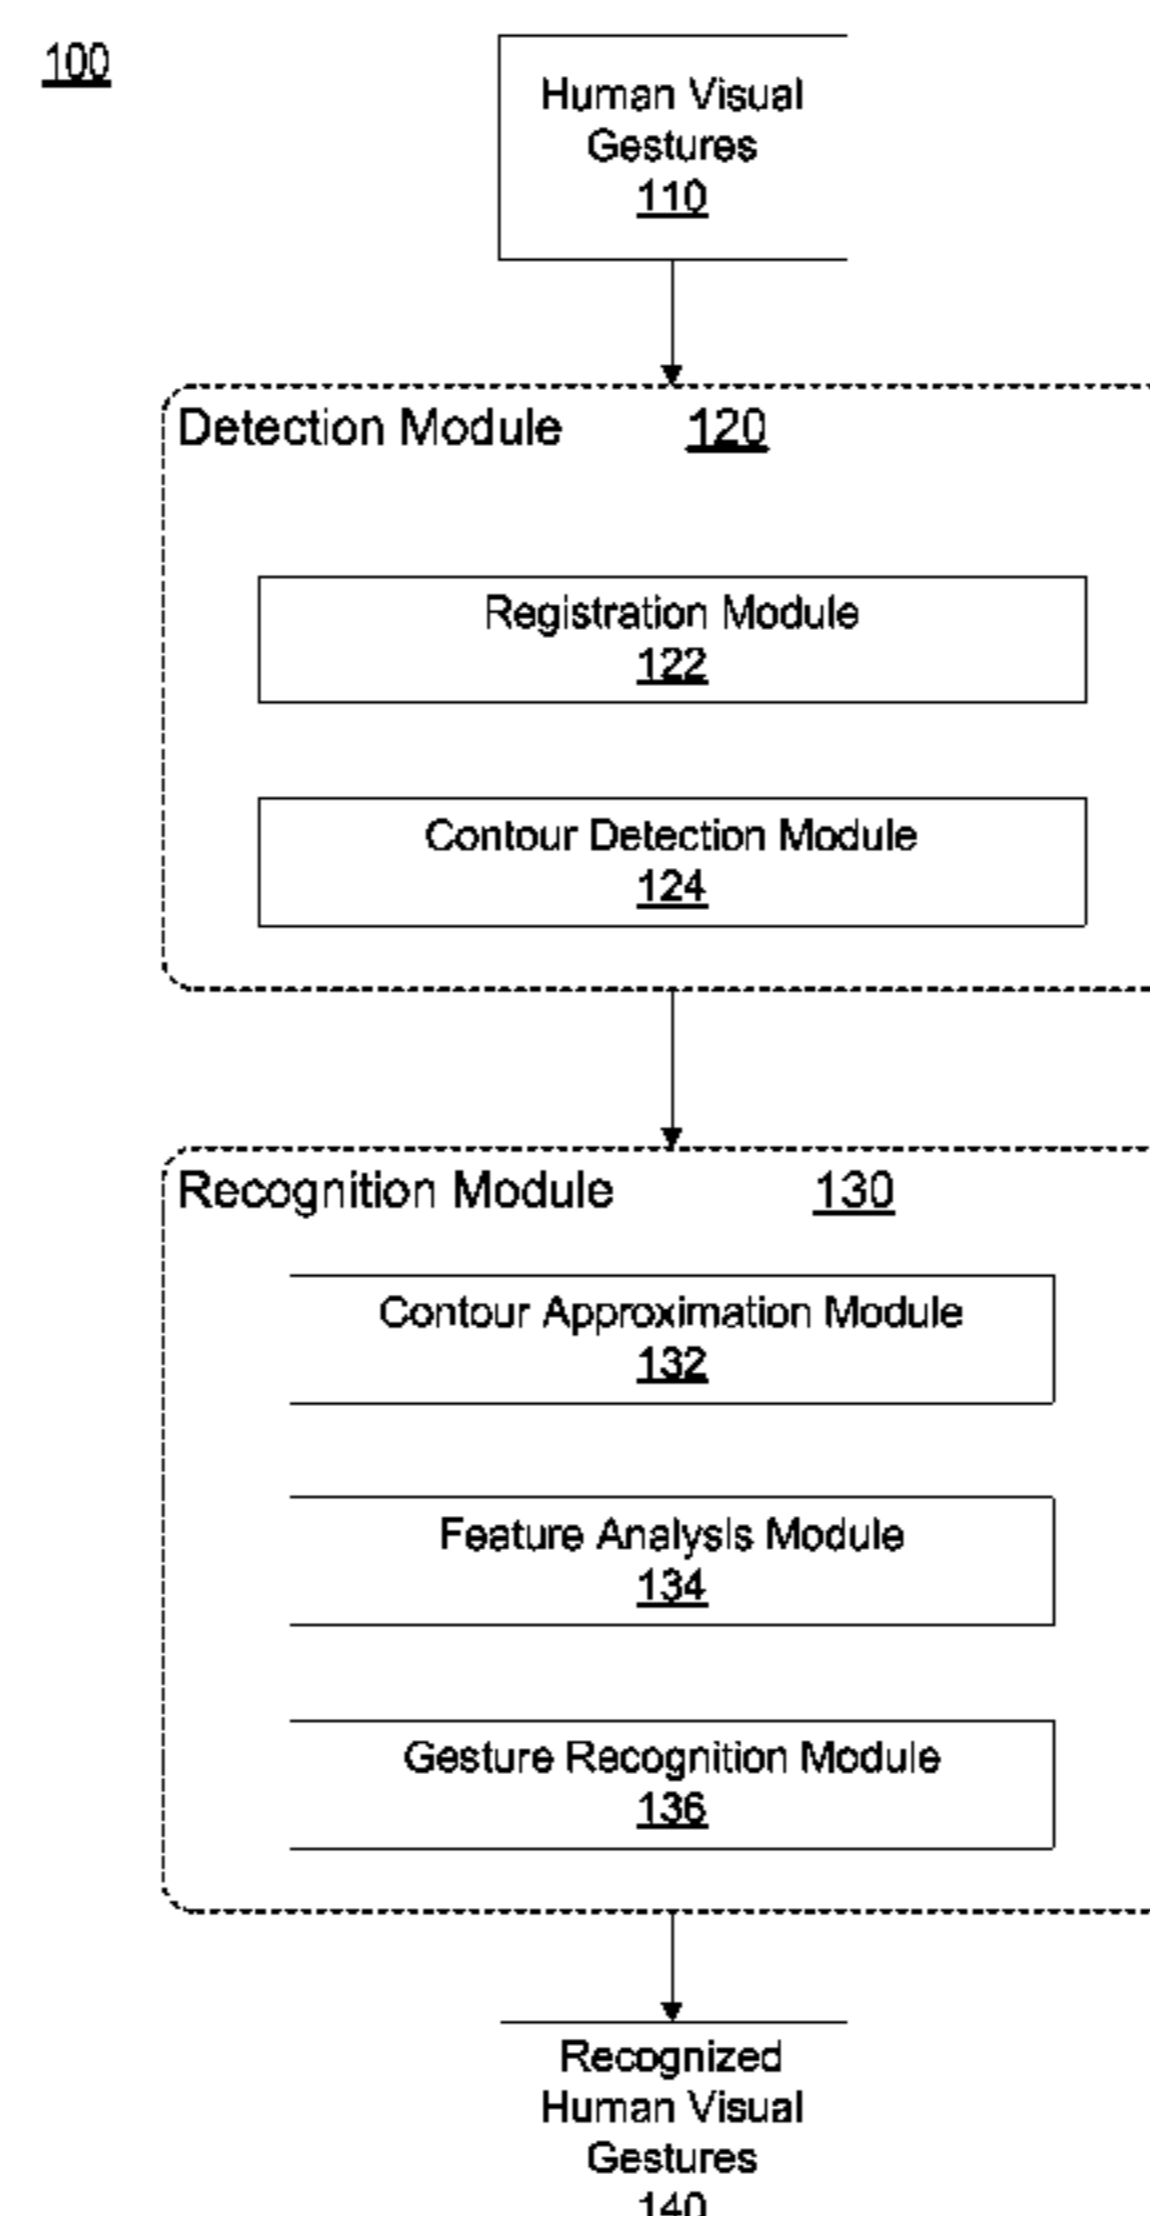 100
Human Visual
Gestures
110
Detection Module 120
Registration Module
122
Contour Detection Module
124
Recognition Module 130
Contour Approximation Module
132
Feature Analysis Module
134
Gesture Recognition Module
136
Recognized
Human Visual
Gestures
140